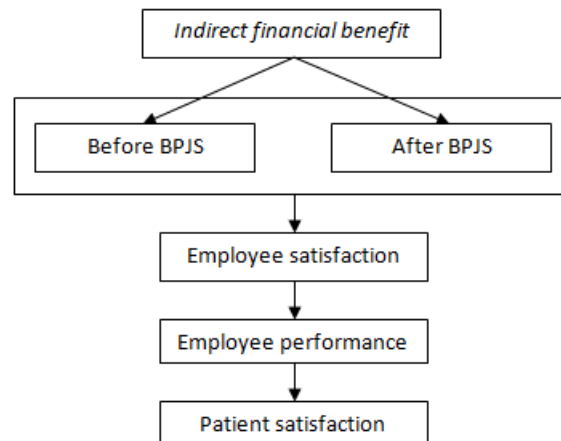 Indirect financial benefit
Before BPJS
After BPJS
Employee satisfaction
Employee performance
Patient satisfaction